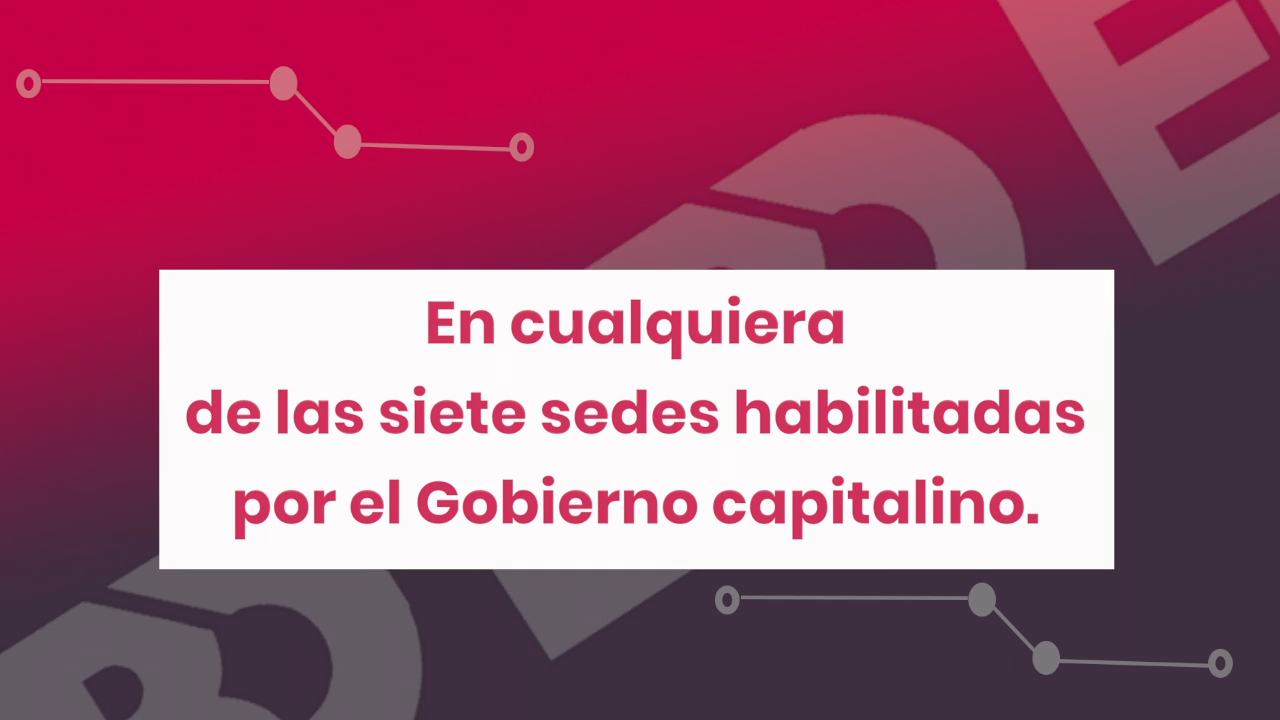 En cualquiera
de las siete sedes habilitadas
por el Gobierno capitalino.